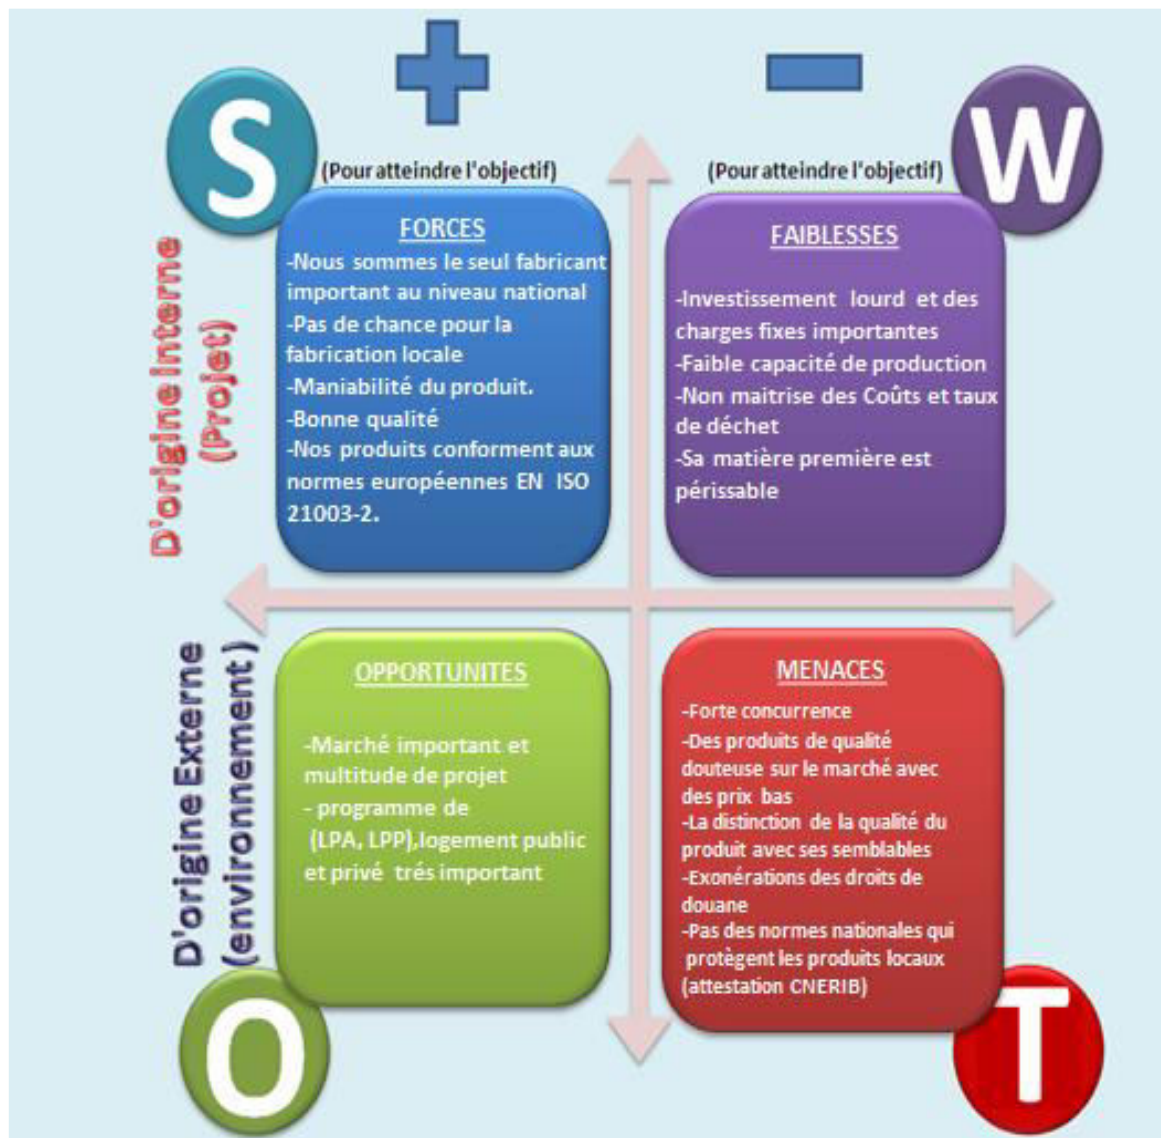 S
W
(Pour atteindre l'objectif)
(Pour atteindre l'objectif)
D'origine Interne
(Projet)
FORCES
-Nous sommes le seul fabricant
important au niveau national
-Pas de chance pour la
fabrication locale
-Maniabilité du produit.
-Bonne qualité
-Nos produits conforment aux
normes européennes EN ISO
21003-2.
FAIBLESSES
-Investissement lourd et des
charges fixes importantes
-Faible capacité de production
-Non maitrise des Coûts et taux
de déchet
-Sa matière première est
périssable
D'origine Externe
(environnement)
OPPORTUNITES
-Marché important et
multitude de projet
- programme de
(LPA, LPP),logement public
et privé trés important
MENACES
-Forte concurrence
-Des produits de qualité
douteuse sur le marché avec
des prix bas
-La distinction de la qualité du
produit avec ses semblables
-Exonérations des droits de
douane
-Pas des normes nationales qui
protègent les produits locaux
(attestation CNERIB)
O
T